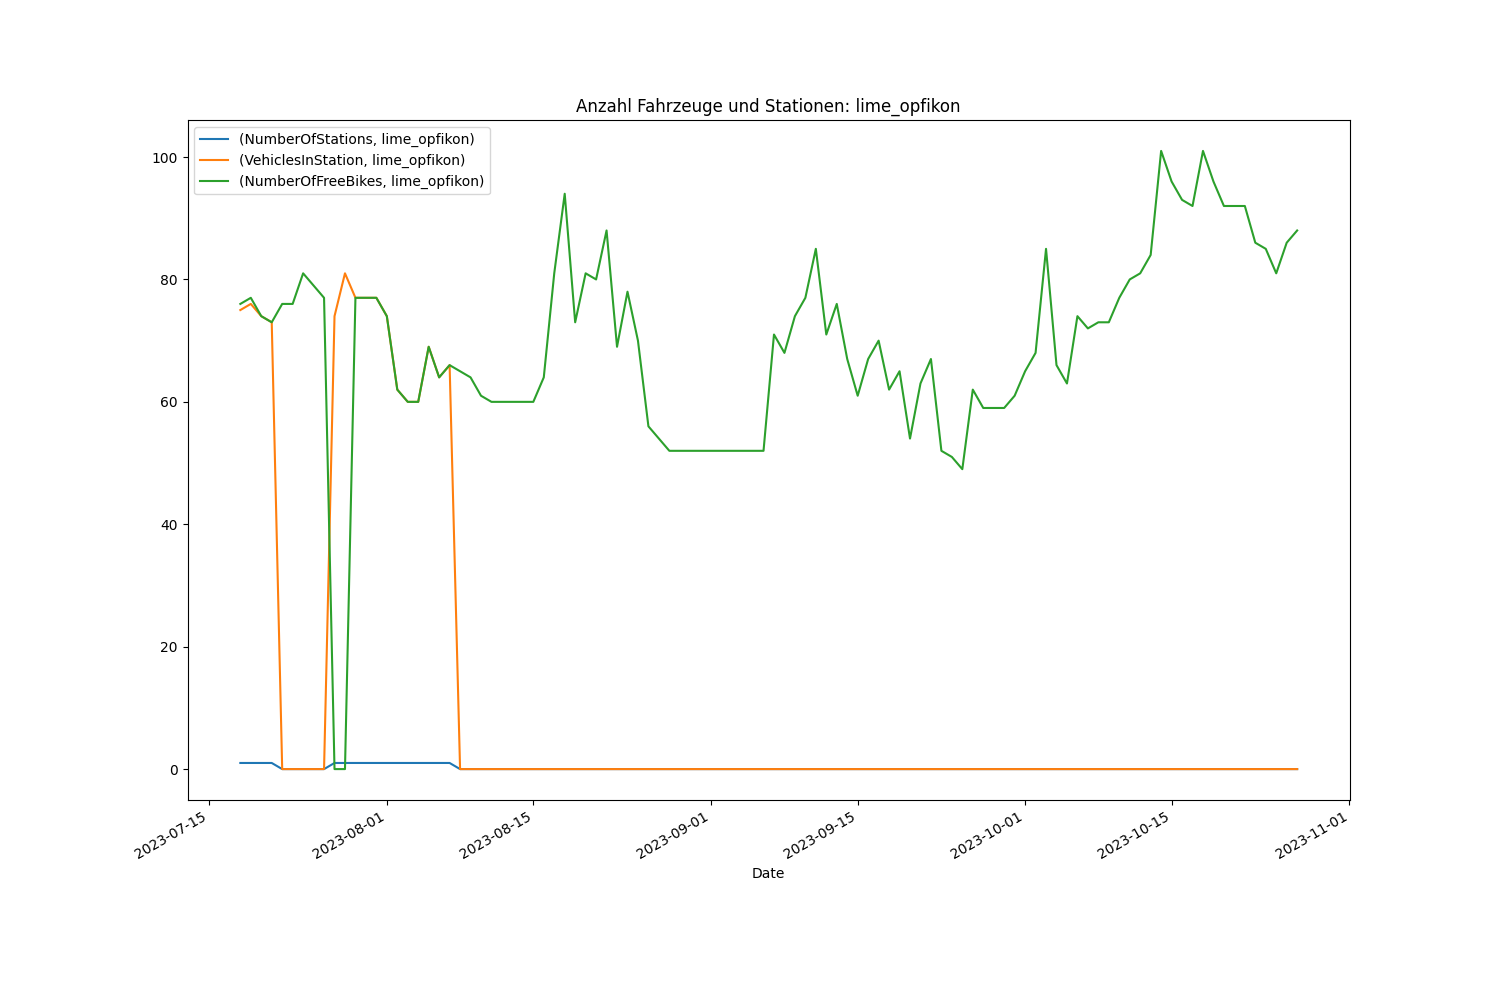 Anzahl Fahrzeuge und Stationen: lime_opfikon
(NumberOfStations, lime_opfikon)
(VehiclesInStation, lime_opfikon)
(NumberOfFreeBikes, lime_opfikon)
100
80
60
40
20
0
2023-07-15
2023-08-01
2023-08-15
2023-09-01
2023-09-15
2023-10-01
2023-10-15
2023-11-01
Date